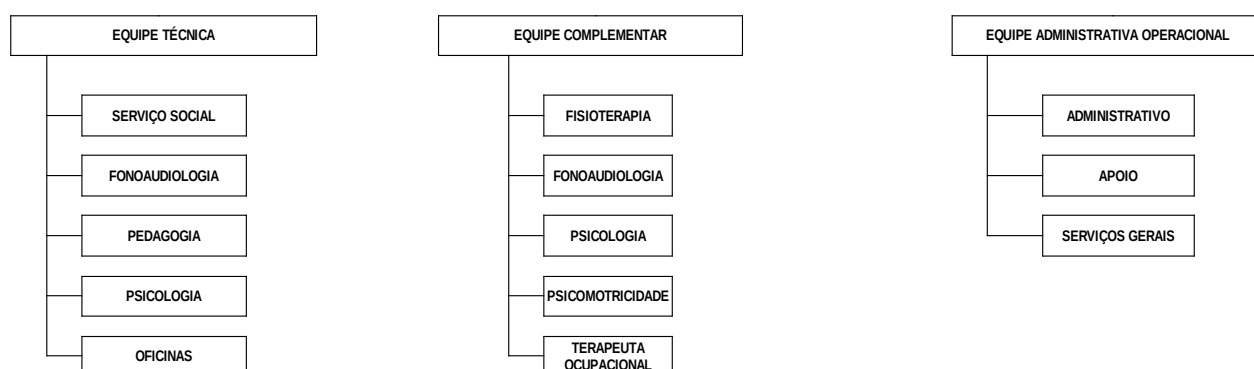 EQUIPE TÉCNICA
SERVIÇO SOCIAL
FONOAUDIOLOGIA
PEDAGOGIA
PSICOLOGIA
OFICINAS
EQUIPE COMPLEMENTAR
FISIOTERAPIA
FONOAUDIOLOGIA
PSICOLOGIA
PSICOMOTRICIDADE
TERAPEUTA
OCUPACIONAL
EQUIPE ADMINISTRATIVA OPERACIONAL
ADMINISTRATIVO
APOIO
SERVIÇOS GERAIS